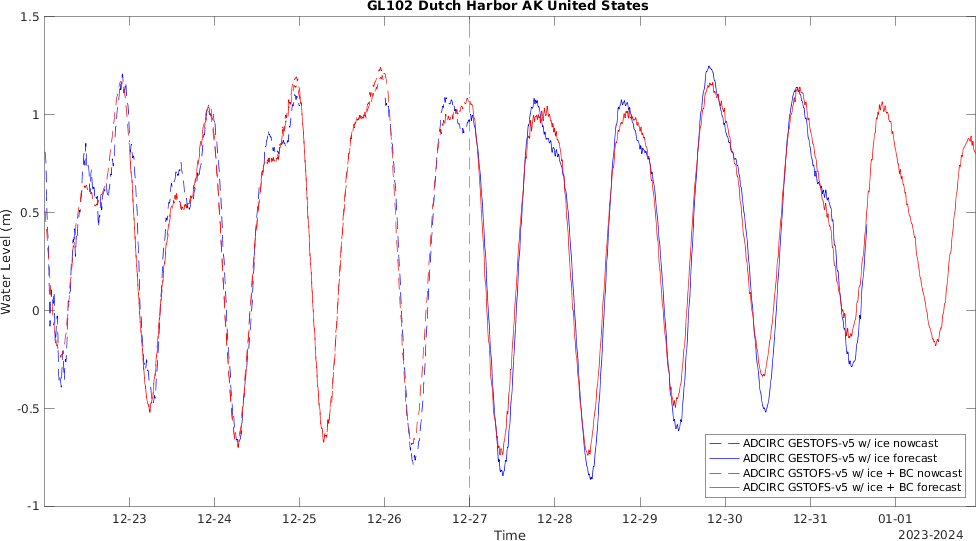 GL102 Dutch Harbor AK United States
1.5
1
0.5
0
-0.5
-1
Water Level (m)
12-23 12-24 12-25 12-26 12-27 12-28 12-29 12-30 12-31 01-01
Time
2023-2024
ADCIRC GESTOFS-v5 w/ ice nowcast
ADCIRC GESTOFS-v5 w/ ice forecast
ADCIRC GSTOFS-v5 w/ ice + BC nowcast
ADCIRC GSTOFS-v5 w/ ice + BC forecast